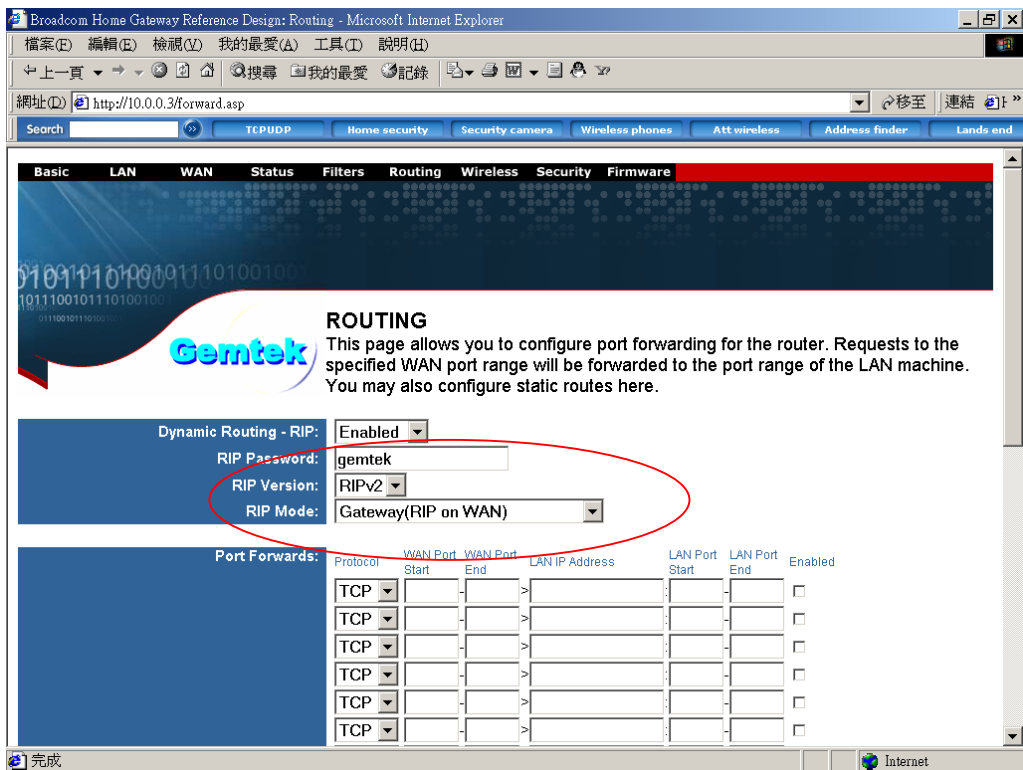 Broadcom Home Gateway Reference Design: Routing - Microsoft Internet Explorer
檔案(F) 編輯(E) 檢視(V) 我的最愛(A) 工具(T) 說明(H)
上一頁 搜尋 我的最愛 記錄
網址(D) http://10.0.0.3/forward.asp 移至 連結
Search TCPUDP Home security Security camera Wireless phones Att wireless Address finder Lands end
Basic LAN WAN Status Filters Routing Wireless Security Firmware
Gemtek
ROUTING
This page allows you to configure port forwarding for the router. Requests to the
specified WAN port range will be forwarded to the port range of the LAN machine.
You may also configure static routes here.
Dynamic Routing - RIP: Enabled
RIP Password: gemtek
RIP Version: RIPv2
RIP Mode: Gateway(RIP on WAN)
Port Forwards: Protocol WAN Port Start WAN Port End LAN IP Address LAN Port Start LAN Port End Enabled
TCP - > : -
TCP - > : -
TCP - > : -
TCP - > : -
TCP - > : -
TCP - > : -
完成 Internet